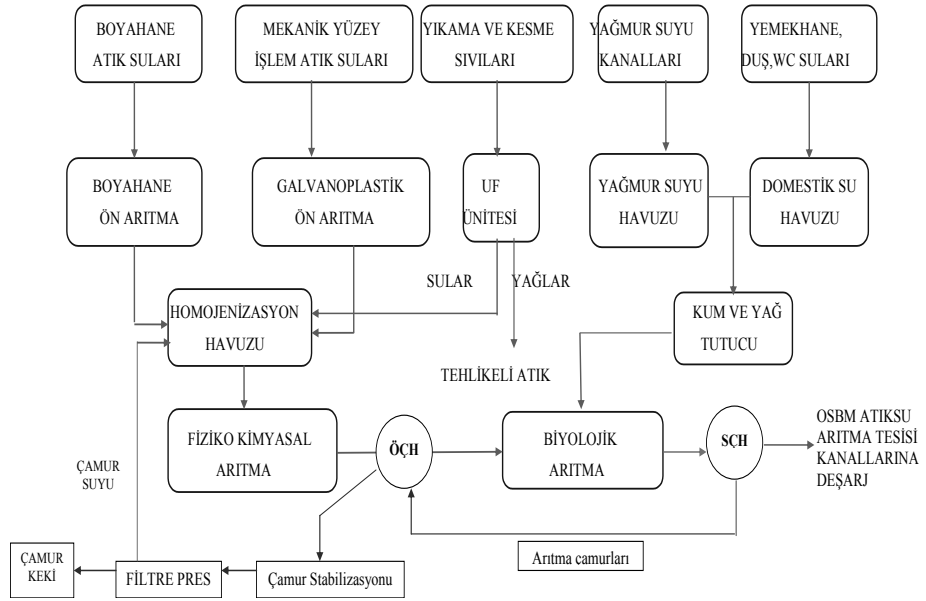 BOYAHANE
ATIK SULARI
MEKANİK YÜZEY
İŞLEM ATIK SULARI
YIKAMA VE KESME
SIVILARI
YAĞMUR SUYU
KANALLARI
YEMEKHANE,
DUŞ,WC SULARI
BOYAHANE
ÖN ARITMA
GALVANOPLASTİK
ÖN ARITMA
UF
ÜNİTESİ
YAĞMUR SUYU
HAVUZU
DOMESTİK SU
HAVUZU
SULAR
YAĞLAR
HOMOJENİZASYON
HAVUZU
KUM VE YAĞ
TUTUCU
TEHLİKELİ ATIK
FİZİKO KİMYASAL
ARITMA
ÖÇH
BİYOLOJİK
ARITMA
SÇH
OSBM ATIKSU
ARITMA TESİSİ
KANALLARINA
DEŞARJ
ÇAMUR
SUYU
Arıtma camurları
ÇAMUR
KEKİ
FİLTRE PRES
Çamur Stabilizasyonu